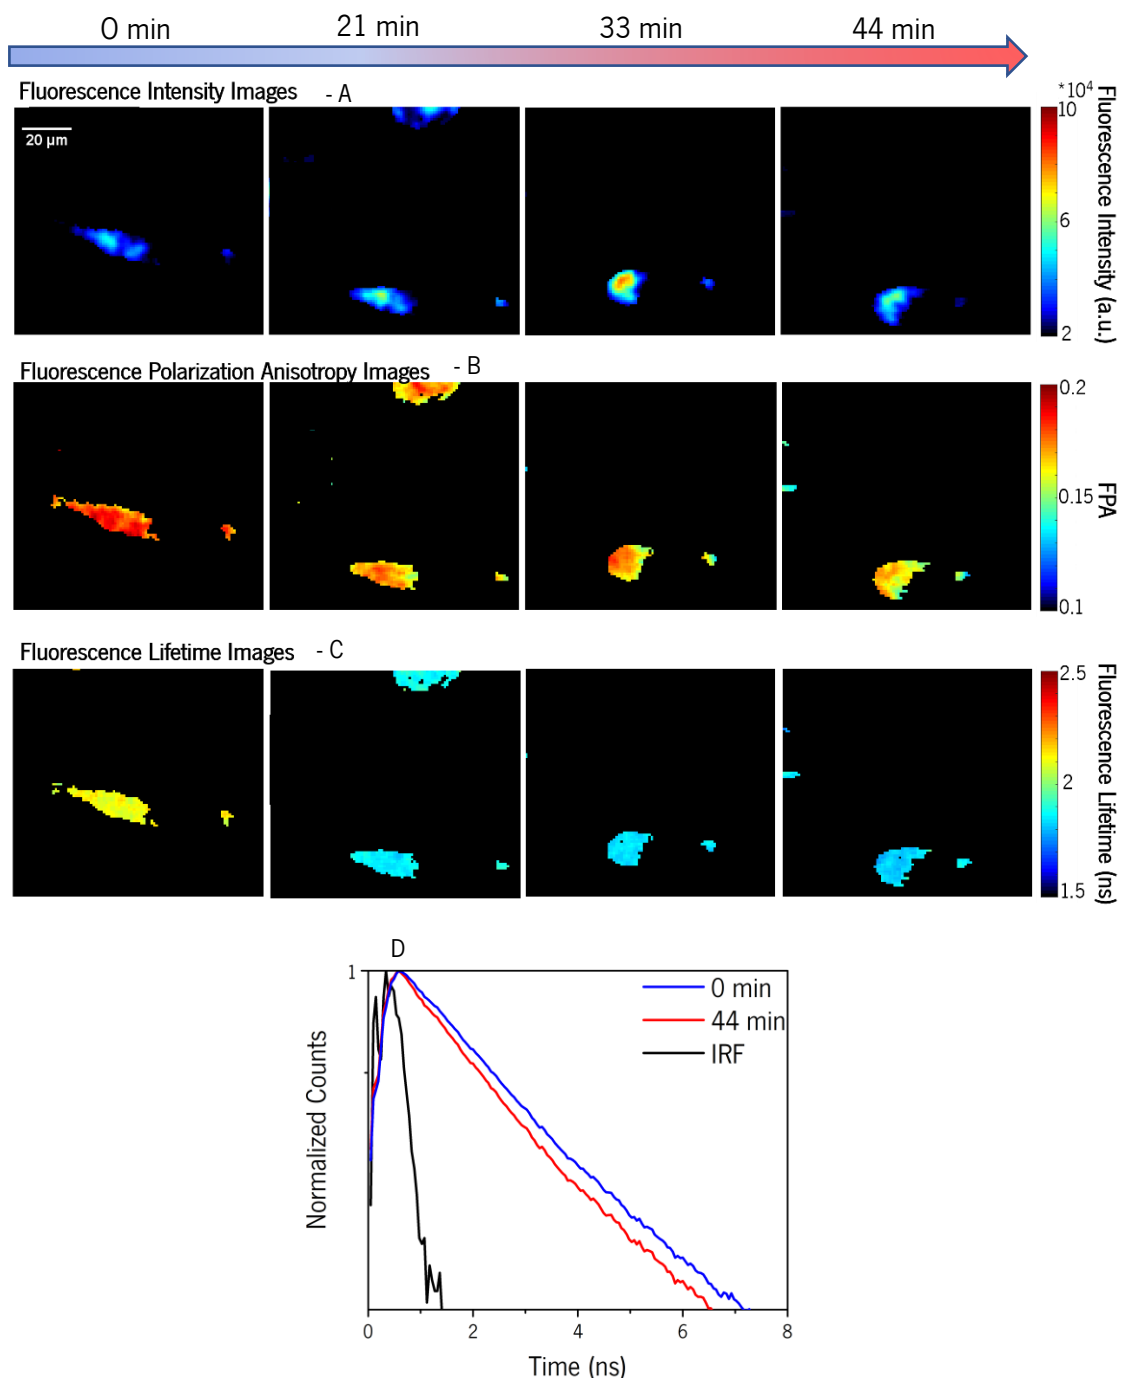 0 min 21 min 33 min 44 min
Fluorescence Intensity Images - A
20 µm
*10⁴
10
6
2
Fluorescence Intensity (a.u.)
Fluorescence Polarization Anisotropy Images - B
0.2
0.15
0.1
FPA
Fluorescence Lifetime Images - C
2.5
2
1.5
Fluorescence Lifetime (ns)
D
1
0 min
44 min
IRF
Normalized Counts
0 2 4 6 8
Time (ns)